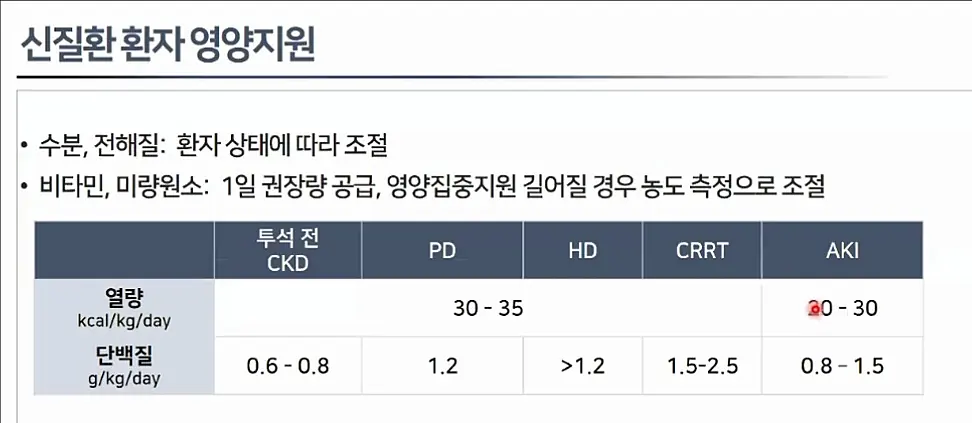 신질환 환자 영양지원
• 수분, 전해질: 환자 상태에 따라 조절
• 비타민, 미량원소: 1일 권장량 공급, 영양집중지원 길어질 경우 농도 측정으로 조절
투석 전 CKD PD HD CRRT AKI
열량 kcal/kg/day 30 - 35 - 30
단백질 g/kg/day 0.6 - 0.8 1.2 >1.2 1.5-2.5 0.8 – 1.5